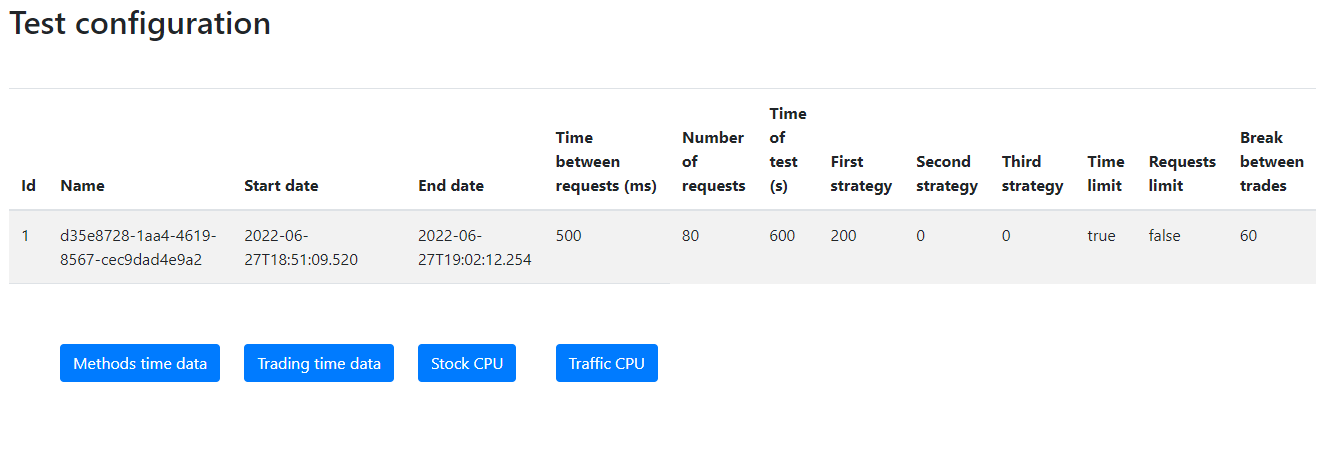 Test configuration
Id Name Start date End date Time between requests (ms) Number of requests Time of test (s) First strategy Second strategy Third strategy Time limit Requests limit Break between trades
1 d35e8728-1aa4-4619-8567-cec9dad4e9a2 2022-06-27T18:51:09.520 2022-06-27T19:02:12.254 500 80 600 200 0 0 true false 60
Methods time data Trading time data Stock CPU Traffic CPU